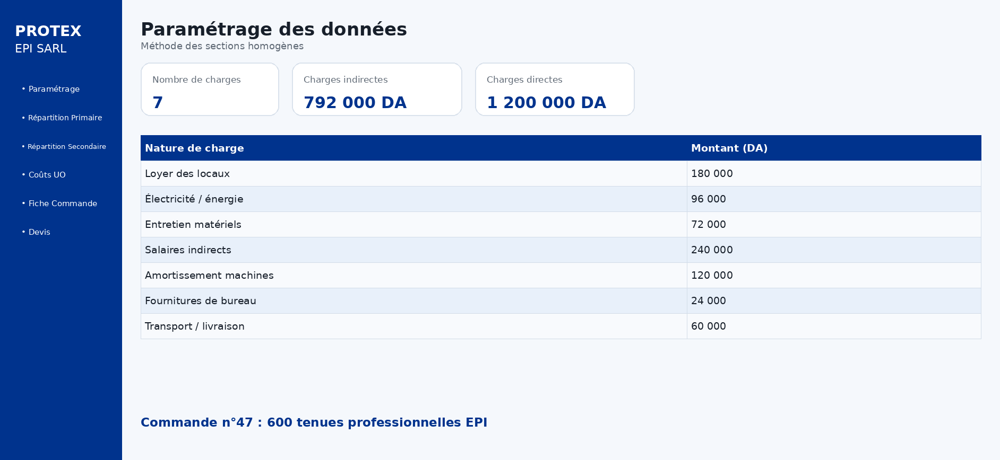 PROTEX
EPI SARL
• Paramétrage
• Répartition Primaire
• Répartition Secondaire
• Coûts UO
• Fiche Commande
• Devis
Paramétrage des données
Méthode des sections homogènes
Nombre de charges
7
Charges indirectes
792 000 DA
Charges directes
1 200 000 DA
Nature de charge Montant (DA)
Loyer des locaux 180 000
Électricité / énergie 96 000
Entretien matériels 72 000
Salaires indirects 240 000
Amortissement machines 120 000
Fournitures de bureau 24 000
Transport / livraison 60 000
Commande n°47 : 600 tenues professionnelles EPI